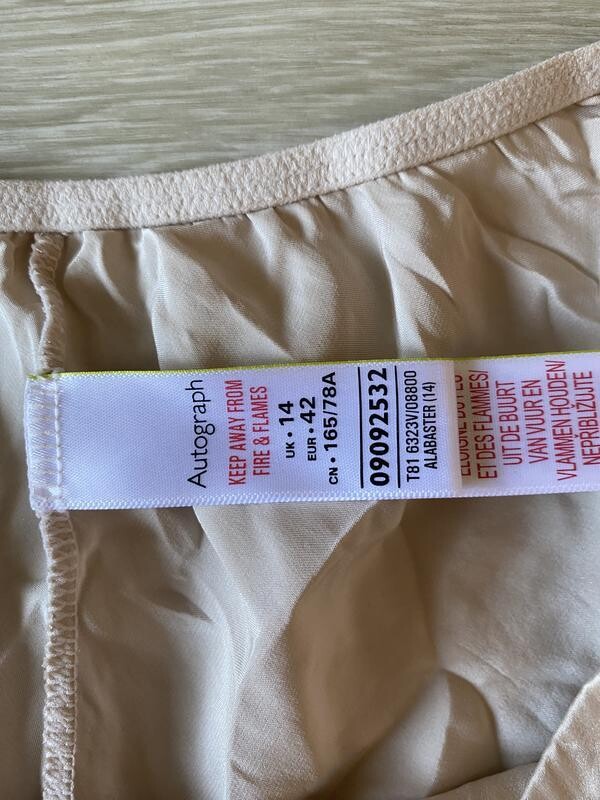 Autograph
KEEP AWAY FROM
FIRE & FLAMES
UK • 14
EUR • 42
CN • 165/78A
09092532
T81 6323V/08800
ALABASTER (14)
ET DES FLAMMES/
UIT DE BUURT
VAN VUUR EN
VLAMMEN HOUDEN/
NEPŘIBLIŽUJTE